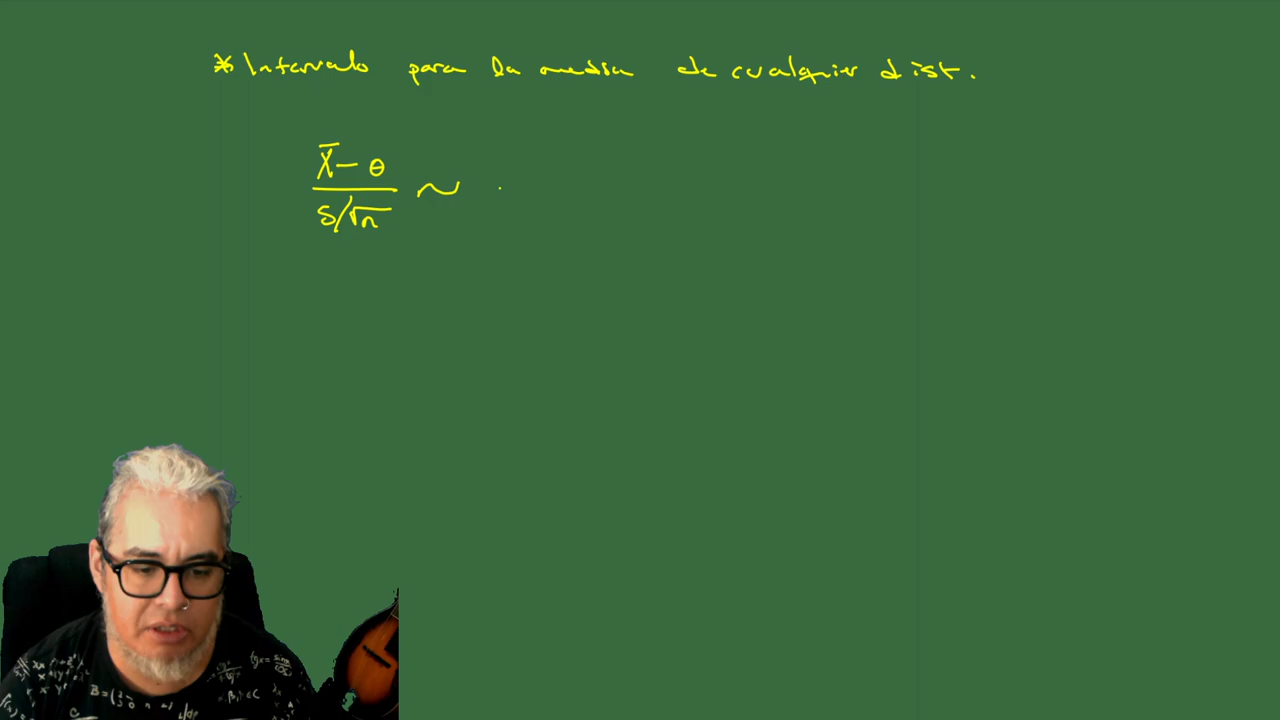 * Intervalo para la media de cualquier dist.
X̄ - θ
S/√n ~